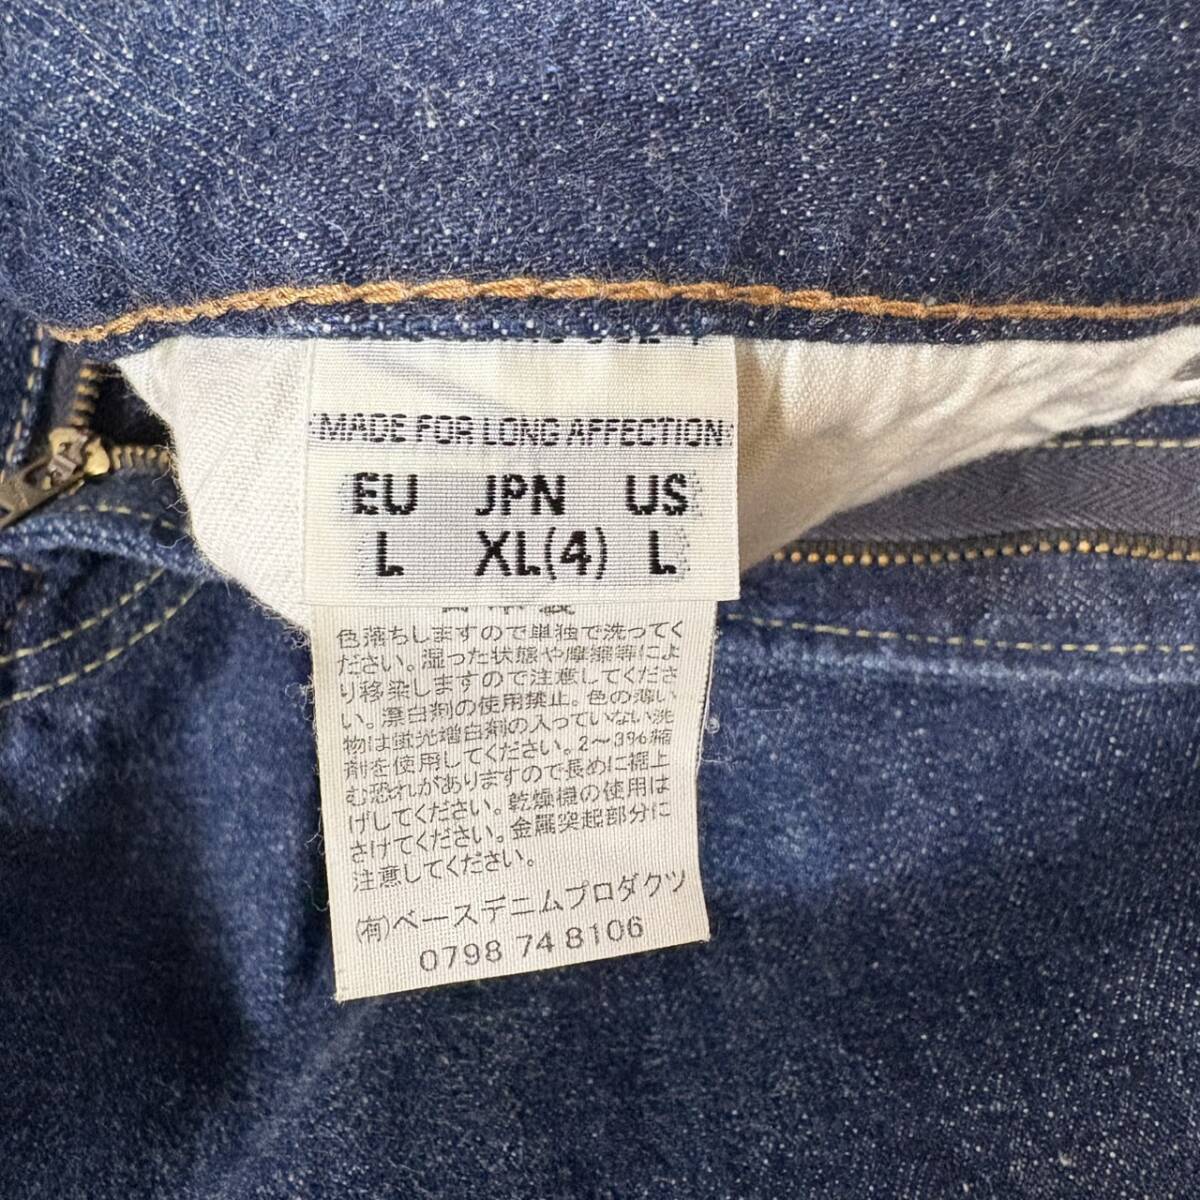 MADE FOR LONG AFFECTION
EU JPN US
L XL(4) L
日本製
色落ちしますので単独で洗ってく
ださい。湿った状態や摩擦等によ
り移染しますので注意してくださ
い。漂白剤の使用禁止。色の薄い
物は蛍光増白剤の入っていない洗
剤を使用してください。2～3%縮
む恐れがありますので長めに裾上
げしてください。乾燥機の使用は
さけてください。金属突起部分に
注意してください。
(有)ベースデニムプロダクツ
0798 74 8106